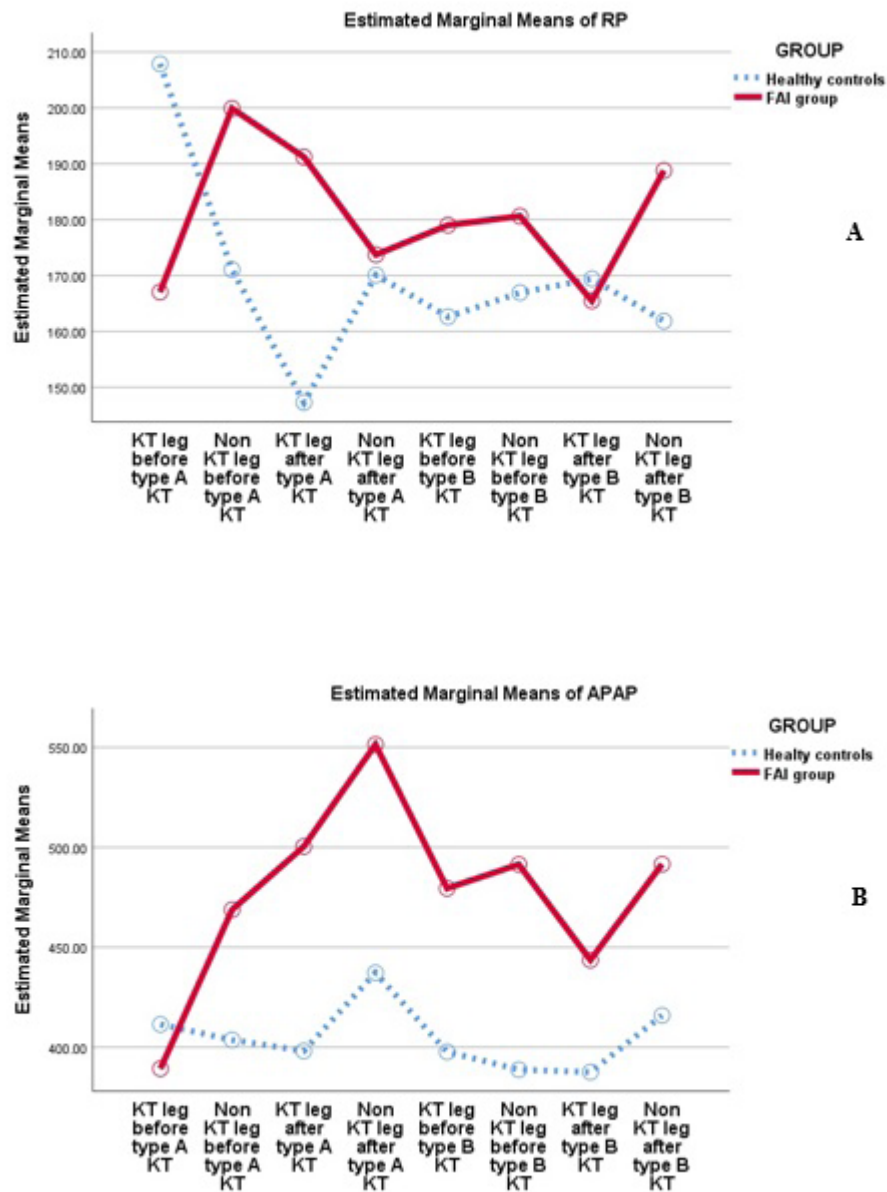 Estimated Marginal Means of RP
GROUP
Healthy controls
FAI group
Estimated Marginal Means
210.00
200.00
190.00
180.00
170.00
160.00
150.00
KT leg
before
type A
KT
Non
KT leg
before
type A
KT
KT leg
after
type A
KT
Non
KT leg
after
type A
KT
KT leg
before
type B
KT
Non
KT leg
before
type B
KT
KT leg
after
type B
KT
Non
KT leg
after
type B
KT
A
Estimated Marginal Means of APAP
GROUP
Healty controls
FAI group
Estimated Marginal Means
550.00
500.00
450.00
400.00
KT leg
before
type A
KT
Non
KT leg
before
type A
KT
KT leg
after
type A
KT
Non
KT leg
after
type A
KT
KT leg
before
type B
KT
Non
KT leg
before
type B
KT
KT leg
after
type B
KT
Non
KT leg
after
type B
KT
B